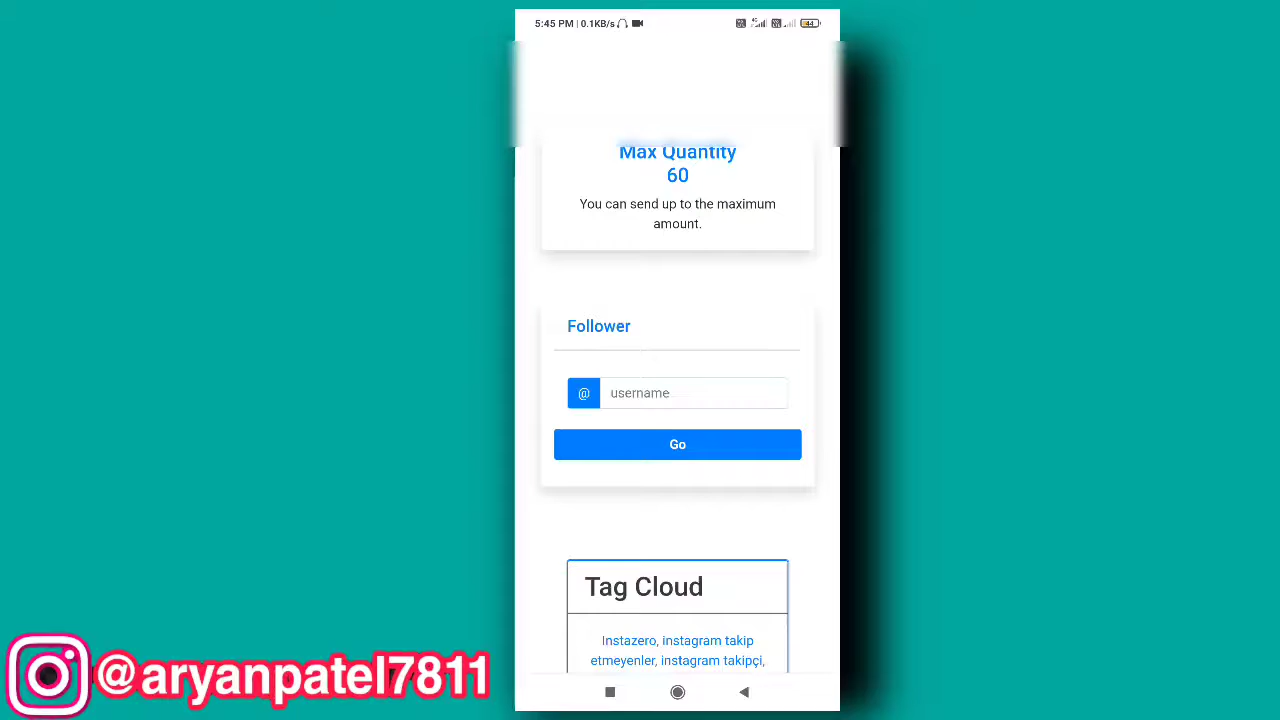 5:45 PM | 0.1KB/s
44
Max Quantity
60
You can send up to the maximum
amount.
Follower
@ username
Go
Tag Cloud
Instazero, instagram takip
etmeyenler, instagram takipçi,
@aryanpatel7811